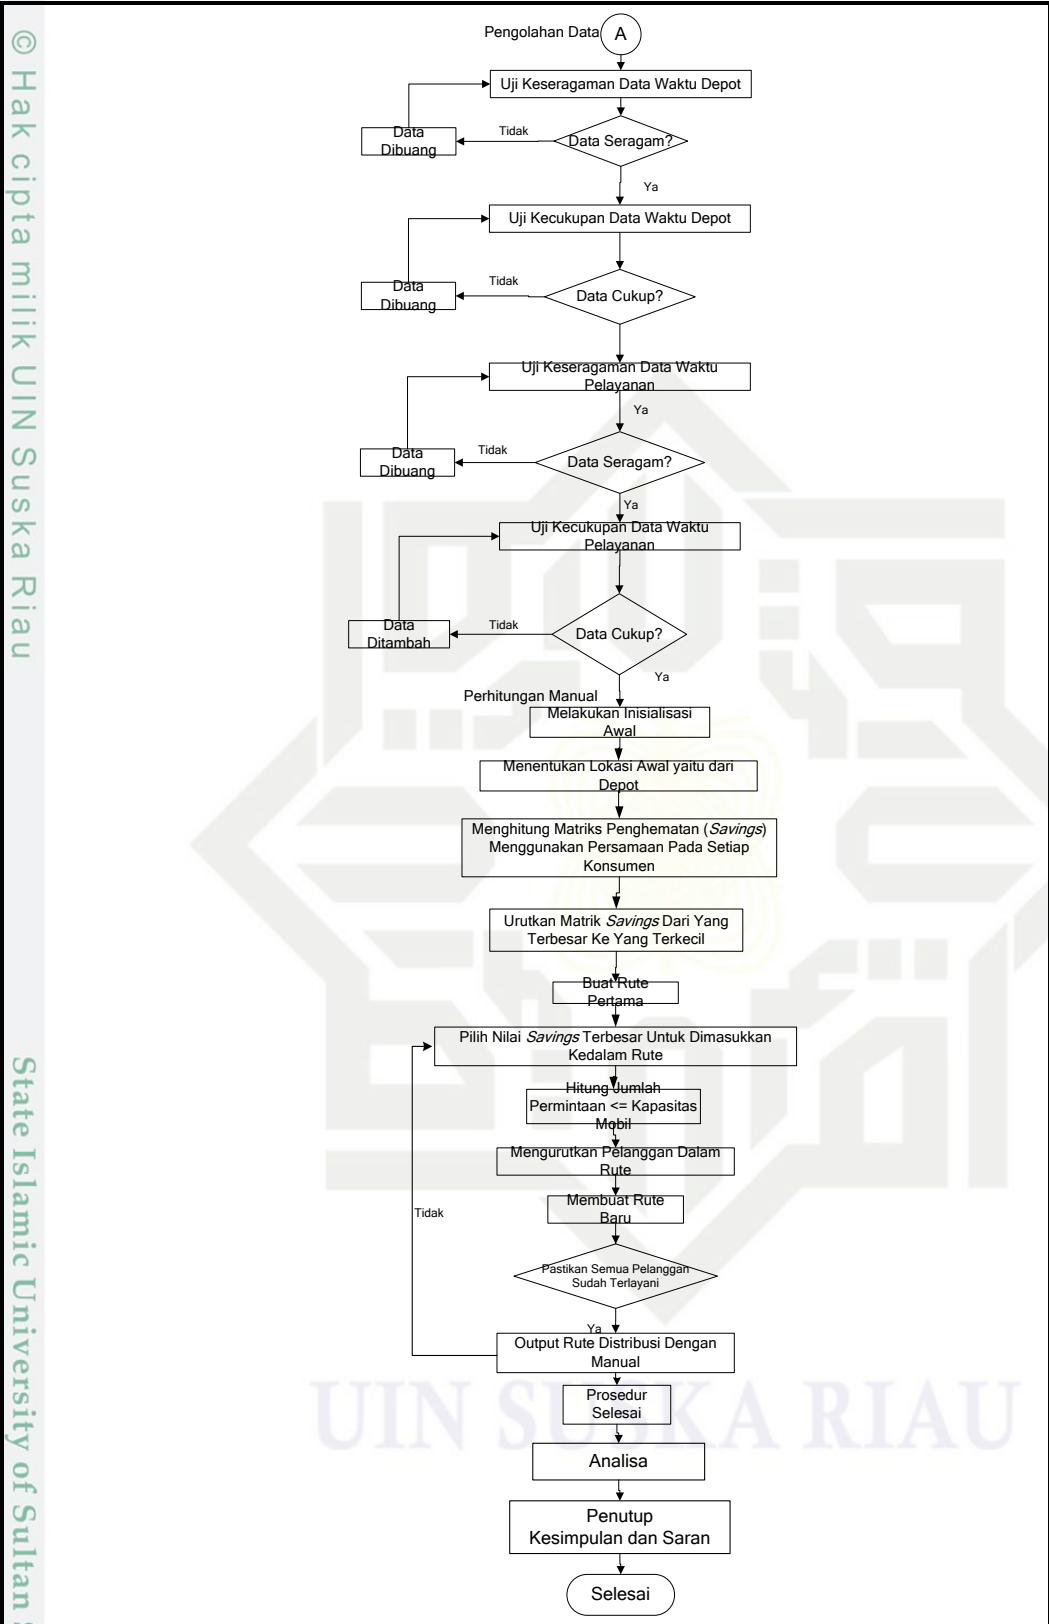 © Hak cipta milik UIN Suska Riau
State Islamic University of Sultan
Pengolahan Data
A
Uji Keseragaman Data Waktu Depot
Data Seragam?
Tidak
Data
Dibuang
Ya
Uji Kecukupan Data Waktu Depot
Data Cukup?
Tidak
Data
Dibuang
Uji Keseragaman Data Waktu
Pelayanan
Ya
Data Seragam?
Tidak
Data
Dibuang
Ya
Uji Kecukupan Data Waktu
Pelayanan
Data Cukup?
Tidak
Data
Ditambah
Ya
Perhitungan Manual
Melakukan Inisialisasi
Awal
Menentukan Lokasi Awal yaitu dari
Depot
Menghitung Matriks Penghematan (Savings)
Menggunakan Persamaan Pada Setiap
Konsumen
Urutkan Matrik Savings Dari Yang
Terbesar Ke Yang Terkecil
Buat Rute
Pertama
Pilih Nilai Savings Terbesar Untuk Dimasukkan
Kedalam Rute
Hitung Jumlah
Permintaan <= Kapasitas
Mobil
Mengurutkan Pelanggan Dalam
Rute
Membuat Rute
Baru
Tidak
Pastikan Semua Pelanggan
Sudah Terlayani
Ya
Output Rute Distribusi Dengan
Manual
Prosedur
Selesai
UIN SUSKA RIAU
Analisa
Penutup
Kesimpulan dan Saran
Selesai